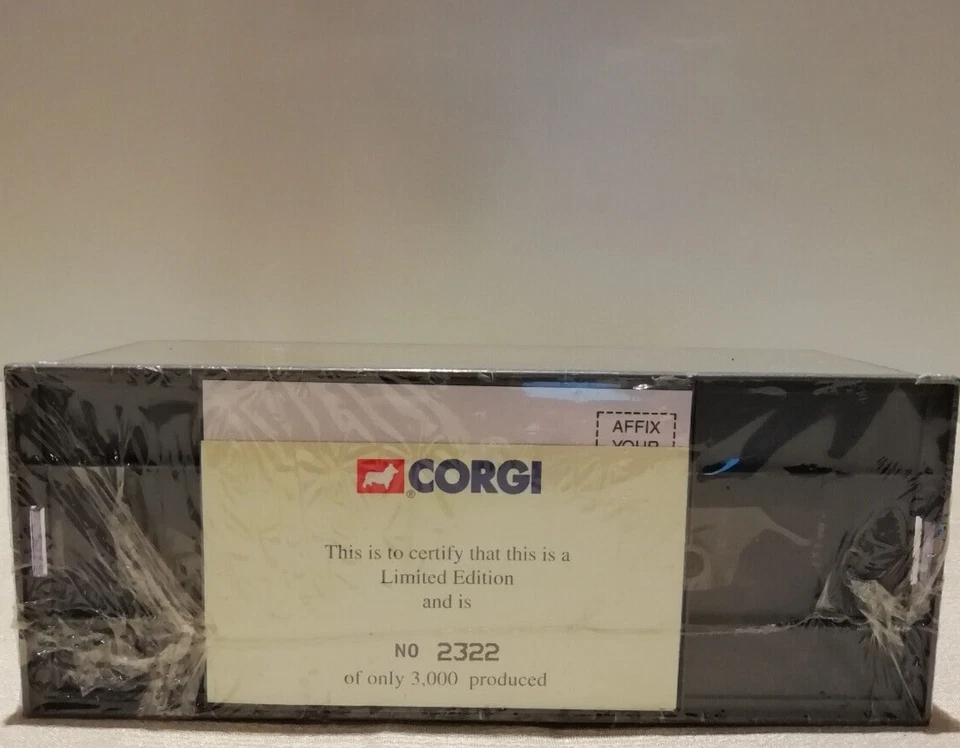 AFFIX
YOUR
CORGI
This is to certify that this is a
Limited Edition
and is
NO 2322
of only 3,000 produced